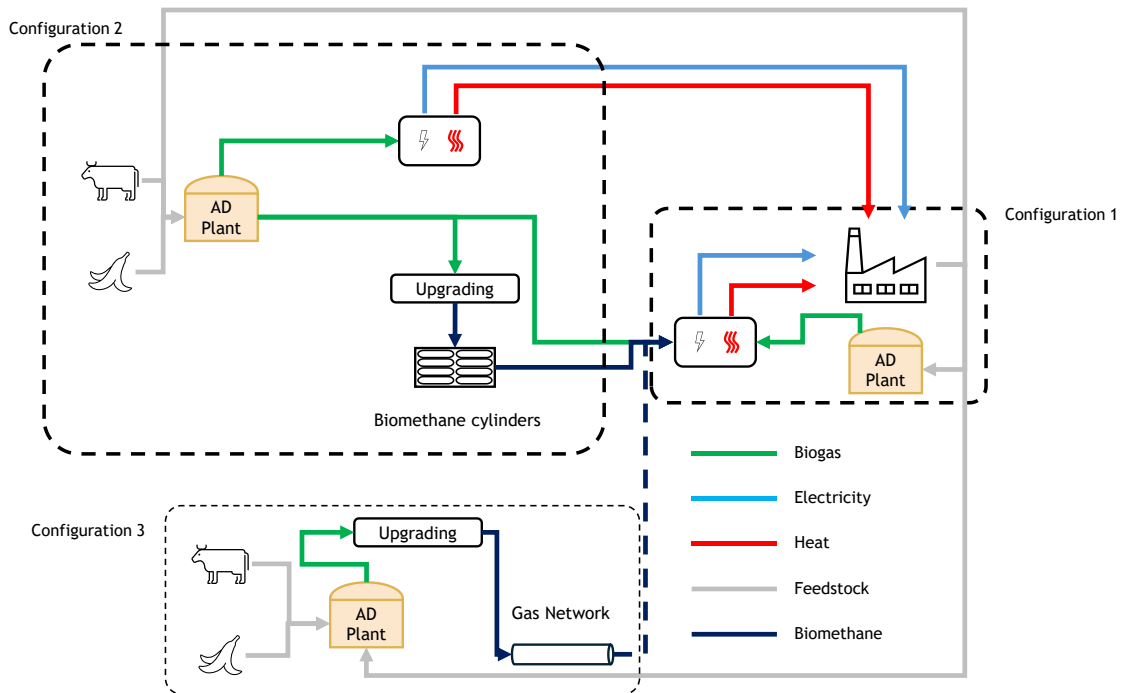 Configuration 2
AD
Plant
Upgrading
Biomethane cylinders
Configuration 1
AD
Plant
Biogas
Electricity
Heat
Feedstock
Biomethane
Configuration 3
Upgrading
AD
Plant
Gas Network